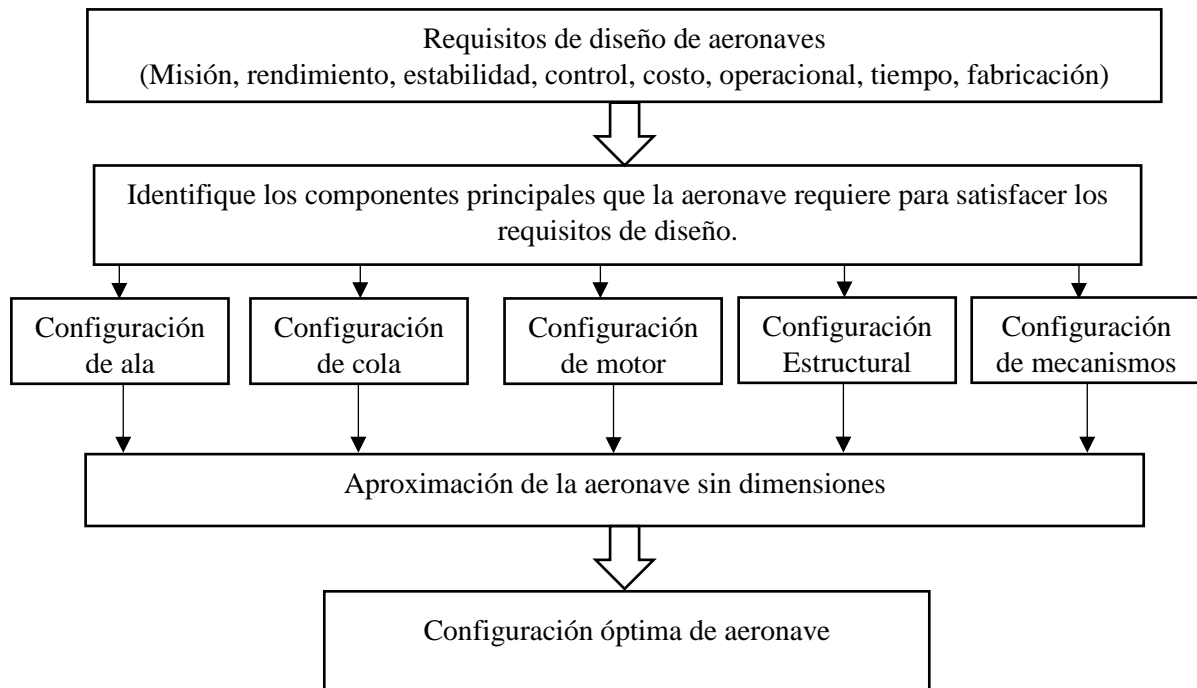 Requisitos de diseño de aeronaves
(Misión, rendimiento, estabilidad, control, costo, operacional, tiempo, fabricación)
Identifique los componentes principales que la aeronave requiere para satisfacer los
requisitos de diseño.
Configuración
de ala
Configuración
de cola
Configuración
de motor
Configuración
Estructural
Configuración
de mecanismos
Aproximación de la aeronave sin dimensiones
Configuración óptima de aeronave